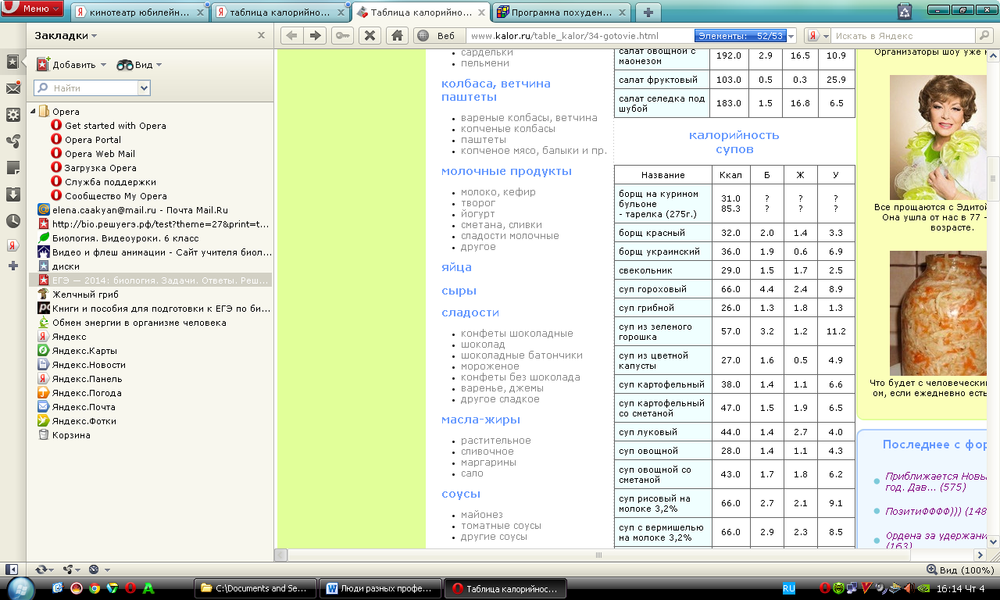 Меню
кинотеатр юбилейн...
таблица калорийно...
Таблица калорийно...
Программа похуден...
Закладки
Веб
www.kalor.ru/table_kalor/34-gotovie.html
Элементы: 52/53
Искать в Яндекс
Добавить
Вид
Найти
Opera
Get started with Opera
Opera Portal
Opera Web Mail
Загрузка Opera
Служба поддержки
Сообщество My Opera
elena.caakyan@mail.ru - Почта Mail.Ru
http://bio.решуегэ.рф/test?theme=27&print=t...
Биология. Видеоуроки. 6 класс
Видео и флеш анимации - Сайт учителя биол...
диски
ЕГЭ — 2014: биология. Задачи. Ответы. Реш...
Желчный гриб
Книги и пособия для подготовки к ЕГЭ по би...
Обмен энергии в организме человека
Яндекс
Яндекс.Карты
Яндекс.Новости
Яндекс.Панель
Яндекс.Погода
Яндекс.Почта
Яндекс.Фотки
Корзина
сардельки
пельмени
колбаса, ветчина
паштеты
вареные колбасы, ветчина
копченые колбасы
паштеты
копченое мясо, балыки и пр.
молочные продукты
молоко, кефир
творог
йогурт
сметана, сливки
сладости молочные
другое
яйца
сыры
сладости
конфеты шоколадные
шоколад
шоколадные батончики
мороженое
конфеты без шоколада
варенье, джемы
другое сладкое
масла-жиры
растительное
сливочное
маргарины
сало
соусы
майонез
томатные соусы
другие соусы
салат овощной с
маонезом 192.0 2.9 16.5 10.9
салат фруктовый 103.0 0.5 0.3 25.9
салат селедка под
шубой 183.0 1.5 16.8 6.5
калорийность
супов
Название Ккал Б Ж У
борщ на курином
бульоне 31.0 ? ? ?
- тарелка (275г.) 85.3 ? ? ?
борщ красный 32.0 2.0 1.4 3.3
борщ украинский 36.0 1.9 0.6 6.9
свекольник 29.0 1.5 1.7 2.5
суп гороховый 66.0 4.4 2.4 8.9
суп грибной 26.0 1.3 1.8 1.3
суп из зеленого
горошка 57.0 3.2 1.2 11.2
суп из цветной
капусты 27.0 1.6 0.5 4.9
суп картофельный 38.0 1.4 1.1 6.6
суп картофельный
со сметаной 47.0 1.5 1.9 6.5
суп луковый 44.0 1.4 2.7 4.0
суп овощной 28.0 1.4 1.1 4.3
суп овощной со
сметаной 43.0 1.7 1.8 6.2
суп рисовый на
молоке 3,2% 66.0 2.7 2.1 9.1
суп с вермишелью
на молоке 3,2% 66.0 2.9 2.3 8.5
Организаторы шоу уже
Все прощаются с Эдитой
Она ушла от нас в 77 -
возрасте.
Что будет с человеческим
ом, если ежедневно есть
Последнее с фор
Приближается Новы
год. Дав... (575)
ПозитиФФФФ))) (148
Ордена за удержани
(163)
Вид (100%)
C:\Documents and Se...
Люди разных профе...
Таблица калорийнос...
RU
16:14 Чт 4